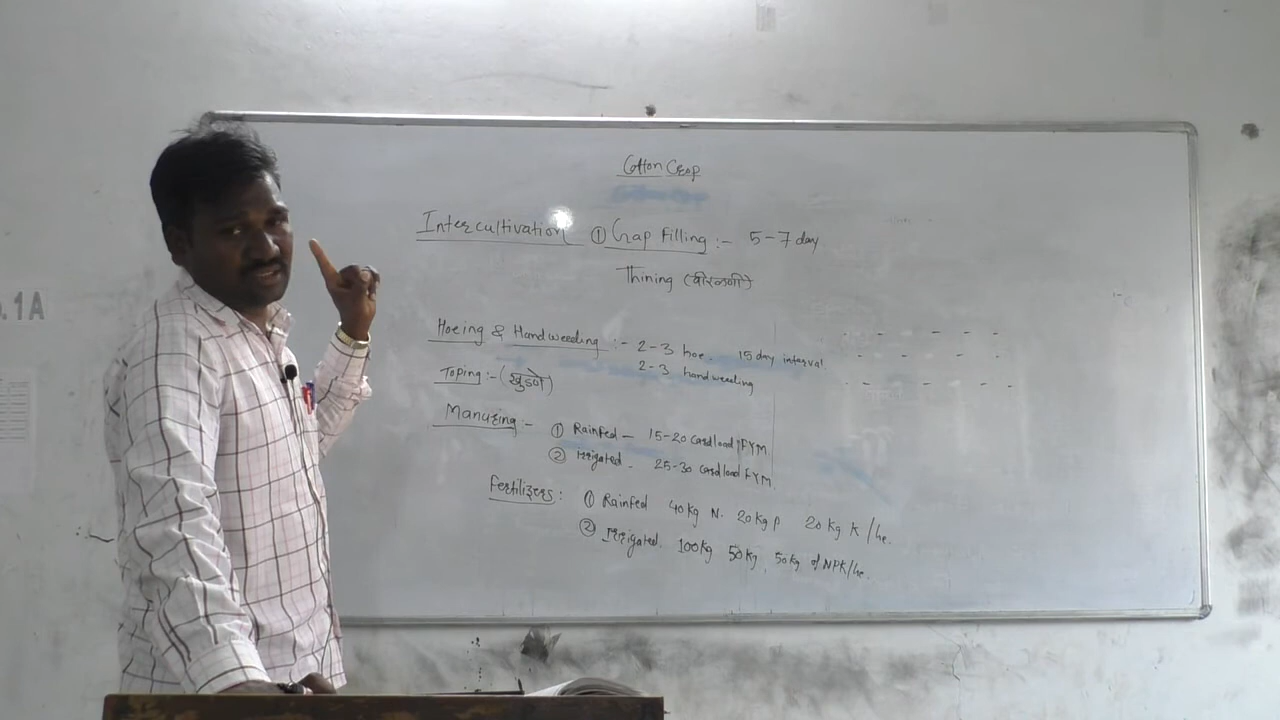 Cotton Crop
Intercultivation ① Gap Filling :- 5-7 day
Thining (वीरळणी)
Hoeing & Handweeding :- 2-3 hoe. 15 day interval.
2-3 handweeding
Toping :- (खुडणे)
Manuring :- ① Rainfed - 15-20 Cardload FYM
② Irrigated. 25-30 Cardload FYM
Fertilizers : ① Rainfed 40kg N. 20kg P 20kg K /he.
② Irrigated. 100kg 50kg, 50kg of NPK/he.
.1A